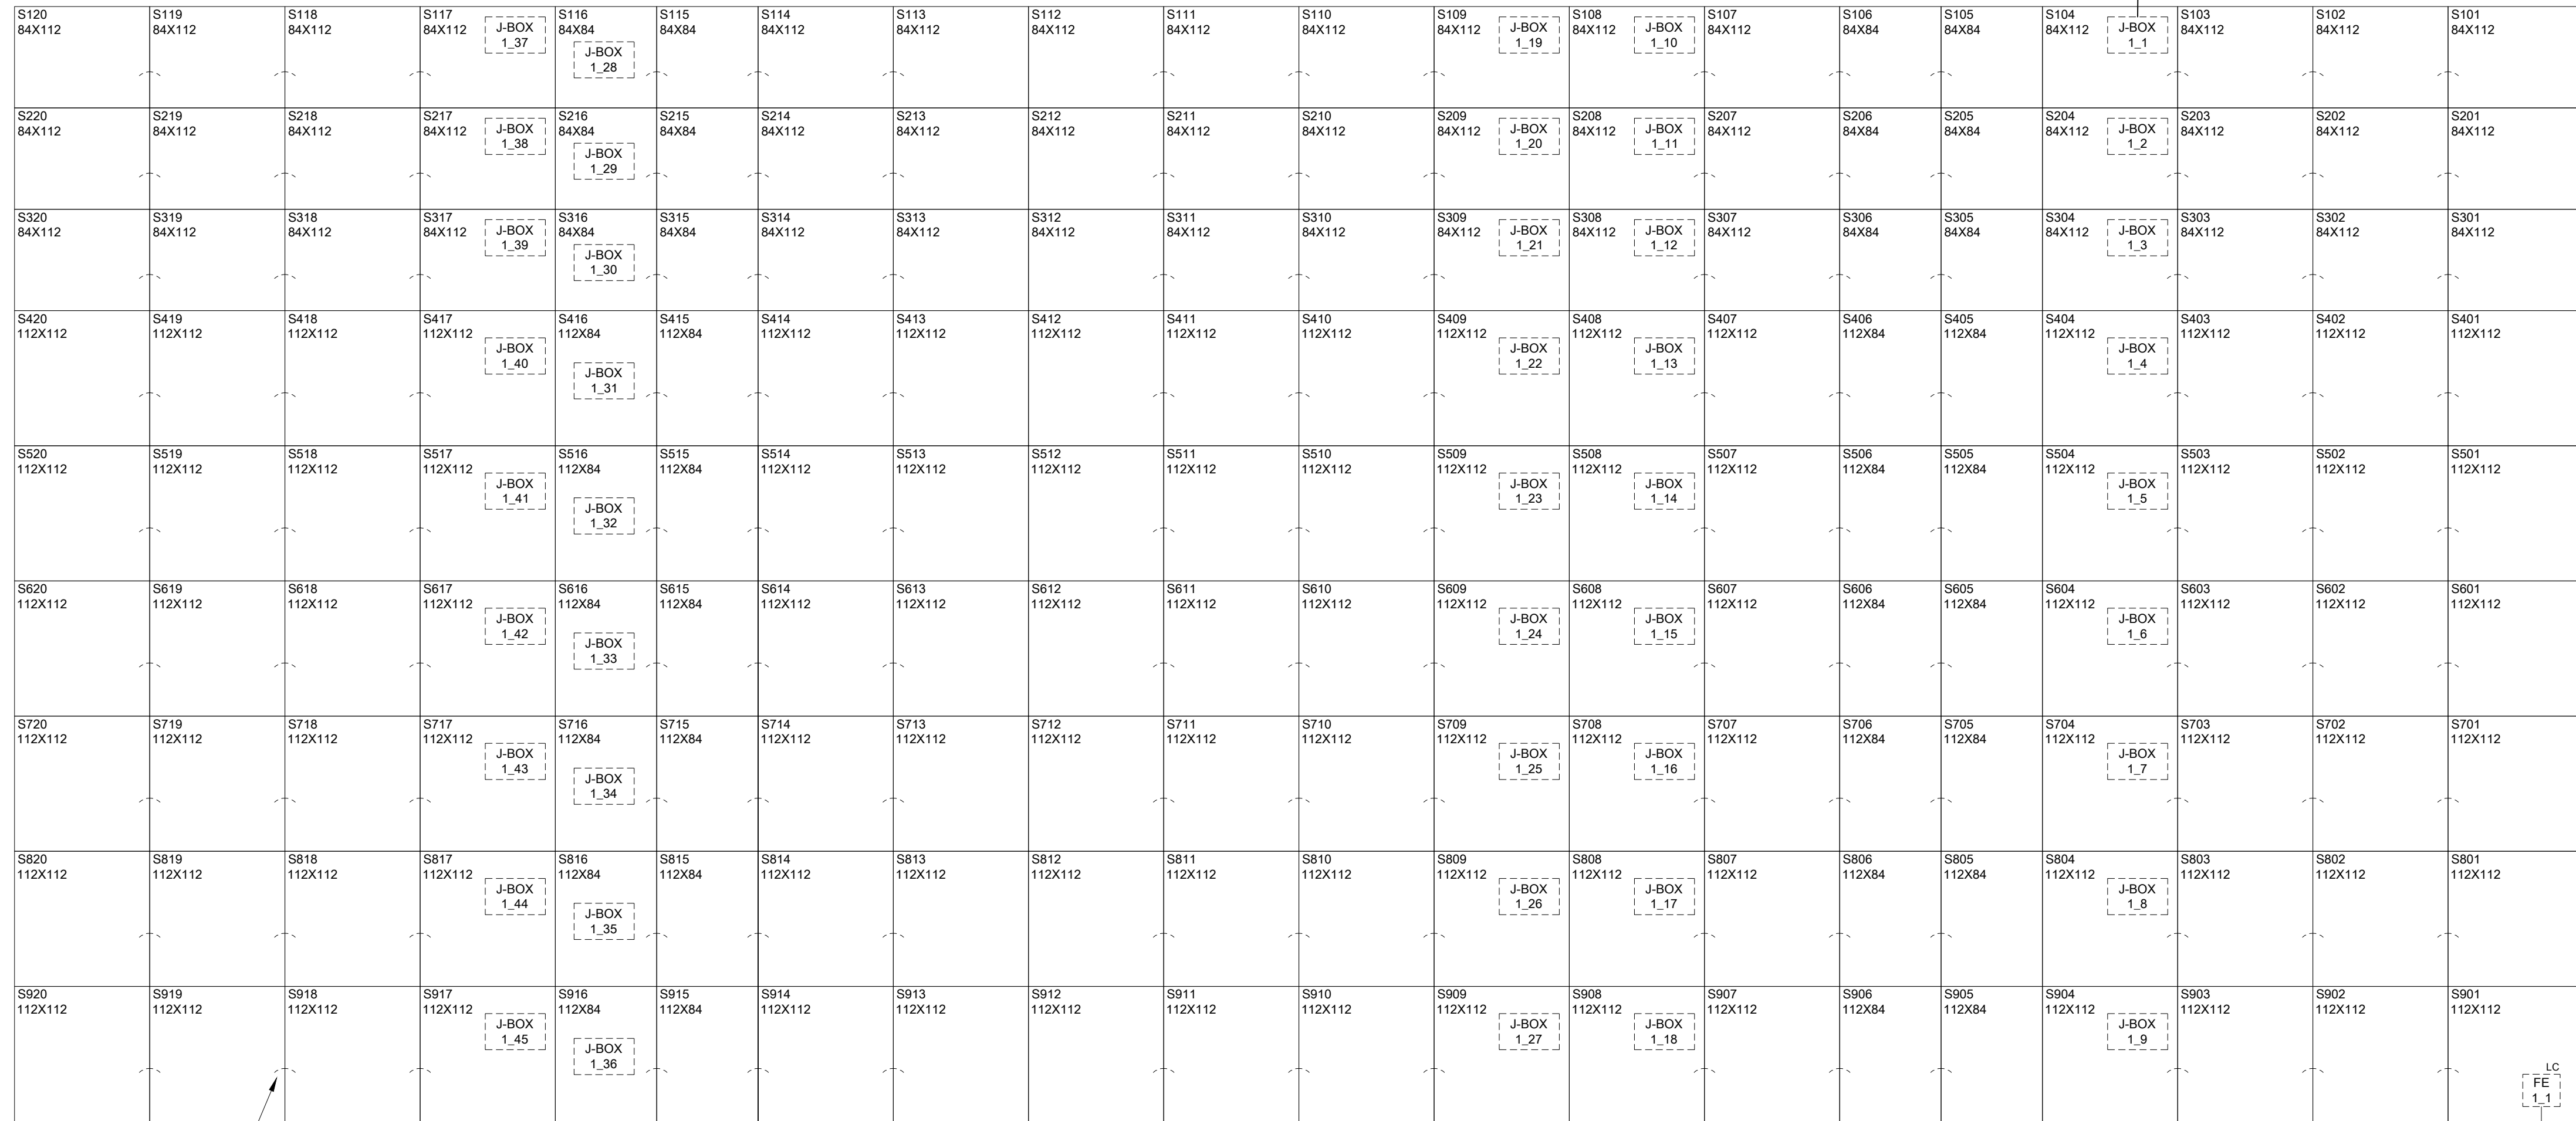 S120 S119 S118 S117 S116 S115 S114 S113 S112 S111 S110 S109 S108 S107 S106 S105 S104 S103 S102 S101
84X112 84X112 84X112 84X112 84X84 84X84 84X112 84X112 84X112 84X112 84X112 84X112 84X112 84X112 84X84 84X84 84X112 84X112 84X112 84X112
J-BOX J-BOX J-BOX J-BOX
1_37 1_19 1_10 1_1
J-BOX
1_28
S220 S219 S218 S217 S216 S215 S214 S213 S212 S211 S210 S209 S208 S207 S206 S205 S204 S203 S202 S201
84X112 84X112 84X112 84X112 84X84 84X84 84X112 84X112 84X112 84X112 84X112 84X112 84X112 84X112 84X84 84X84 84X112 84X112 84X112 84X112
J-BOX J-BOX J-BOX J-BOX
1_38 1_20 1_11 1_2
J-BOX
1_29
S320 S319 S318 S317 S316 S315 S314 S313 S312 S311 S310 S309 S308 S307 S306 S305 S304 S303 S302 S301
84X112 84X112 84X112 84X112 84X84 84X84 84X112 84X112 84X112 84X112 84X112 84X112 84X112 84X112 84X84 84X84 84X112 84X112 84X112 84X112
J-BOX J-BOX J-BOX J-BOX
1_39 1_21 1_12 1_3
J-BOX
1_30
S420 S419 S418 S417 S416 S415 S414 S413 S412 S411 S410 S409 S408 S407 S406 S405 S404 S403 S402 S401
112X112 112X112 112X112 112X112 112X84 112X84 112X112 112X112 112X112 112X112 112X112 112X112 112X112 112X112 112X84 112X84 112X112 112X112 112X112 112X112
J-BOX J-BOX J-BOX J-BOX
1_40 1_22 1_13 1_4
J-BOX
1_31
S520 S519 S518 S517 S516 S515 S514 S513 S512 S511 S510 S509 S508 S507 S506 S505 S504 S503 S502 S501
112X112 112X112 112X112 112X112 112X84 112X84 112X112 112X112 112X112 112X112 112X112 112X112 112X112 112X112 112X84 112X84 112X112 112X112 112X112 112X112
J-BOX J-BOX J-BOX J-BOX
1_41 1_23 1_14 1_5
J-BOX
1_32
S620 S619 S618 S617 S616 S615 S614 S613 S612 S611 S610 S609 S608 S607 S606 S605 S604 S603 S602 S601
112X112 112X112 112X112 112X112 112X84 112X84 112X112 112X112 112X112 112X112 112X112 112X112 112X112 112X112 112X84 112X84 112X112 112X112 112X112 112X112
J-BOX J-BOX J-BOX J-BOX
1_42 1_24 1_15 1_6
J-BOX
1_33
S720 S719 S718 S717 S716 S715 S714 S713 S712 S711 S710 S709 S708 S707 S706 S705 S704 S703 S702 S701
112X112 112X112 112X112 112X112 112X84 112X84 112X112 112X112 112X112 112X112 112X112 112X112 112X112 112X112 112X84 112X84 112X112 112X112 112X112 112X112
J-BOX J-BOX J-BOX J-BOX
1_43 1_25 1_16 1_7
J-BOX
1_34
S820 S819 S818 S817 S816 S815 S814 S813 S812 S811 S810 S809 S808 S807 S806 S805 S804 S803 S802 S801
112X112 112X112 112X112 112X112 112X84 112X84 112X112 112X112 112X112 112X112 112X112 112X112 112X112 112X112 112X84 112X84 112X112 112X112 112X112 112X112
J-BOX J-BOX J-BOX J-BOX
1_44 1_26 1_17 1_8
J-BOX
1_35
S920 S919 S918 S917 S916 S915 S914 S913 S912 S911 S910 S909 S908 S907 S906 S905 S904 S903 S902 S901
112X112 112X112 112X112 112X112 112X84 112X84 112X112 112X112 112X112 112X112 112X112 112X112 112X112 112X112 112X84 112X84 112X112 112X112 112X112 112X112
J-BOX J-BOX J-BOX J-BOX
1_45 1_27 1_18 1_9
J-BOX
1_36
LC
FE
1_1